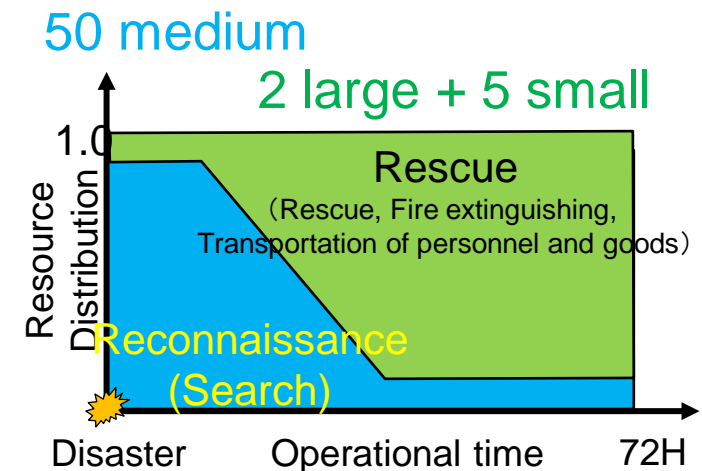 50 medium
2 large + 5 small
1.0
Resource
Distribution
Rescue
（Rescue, Fire extinguishing,
Transportation of personnel and goods）
Reconnaissance
(Search)
Disaster
Operational time
72H